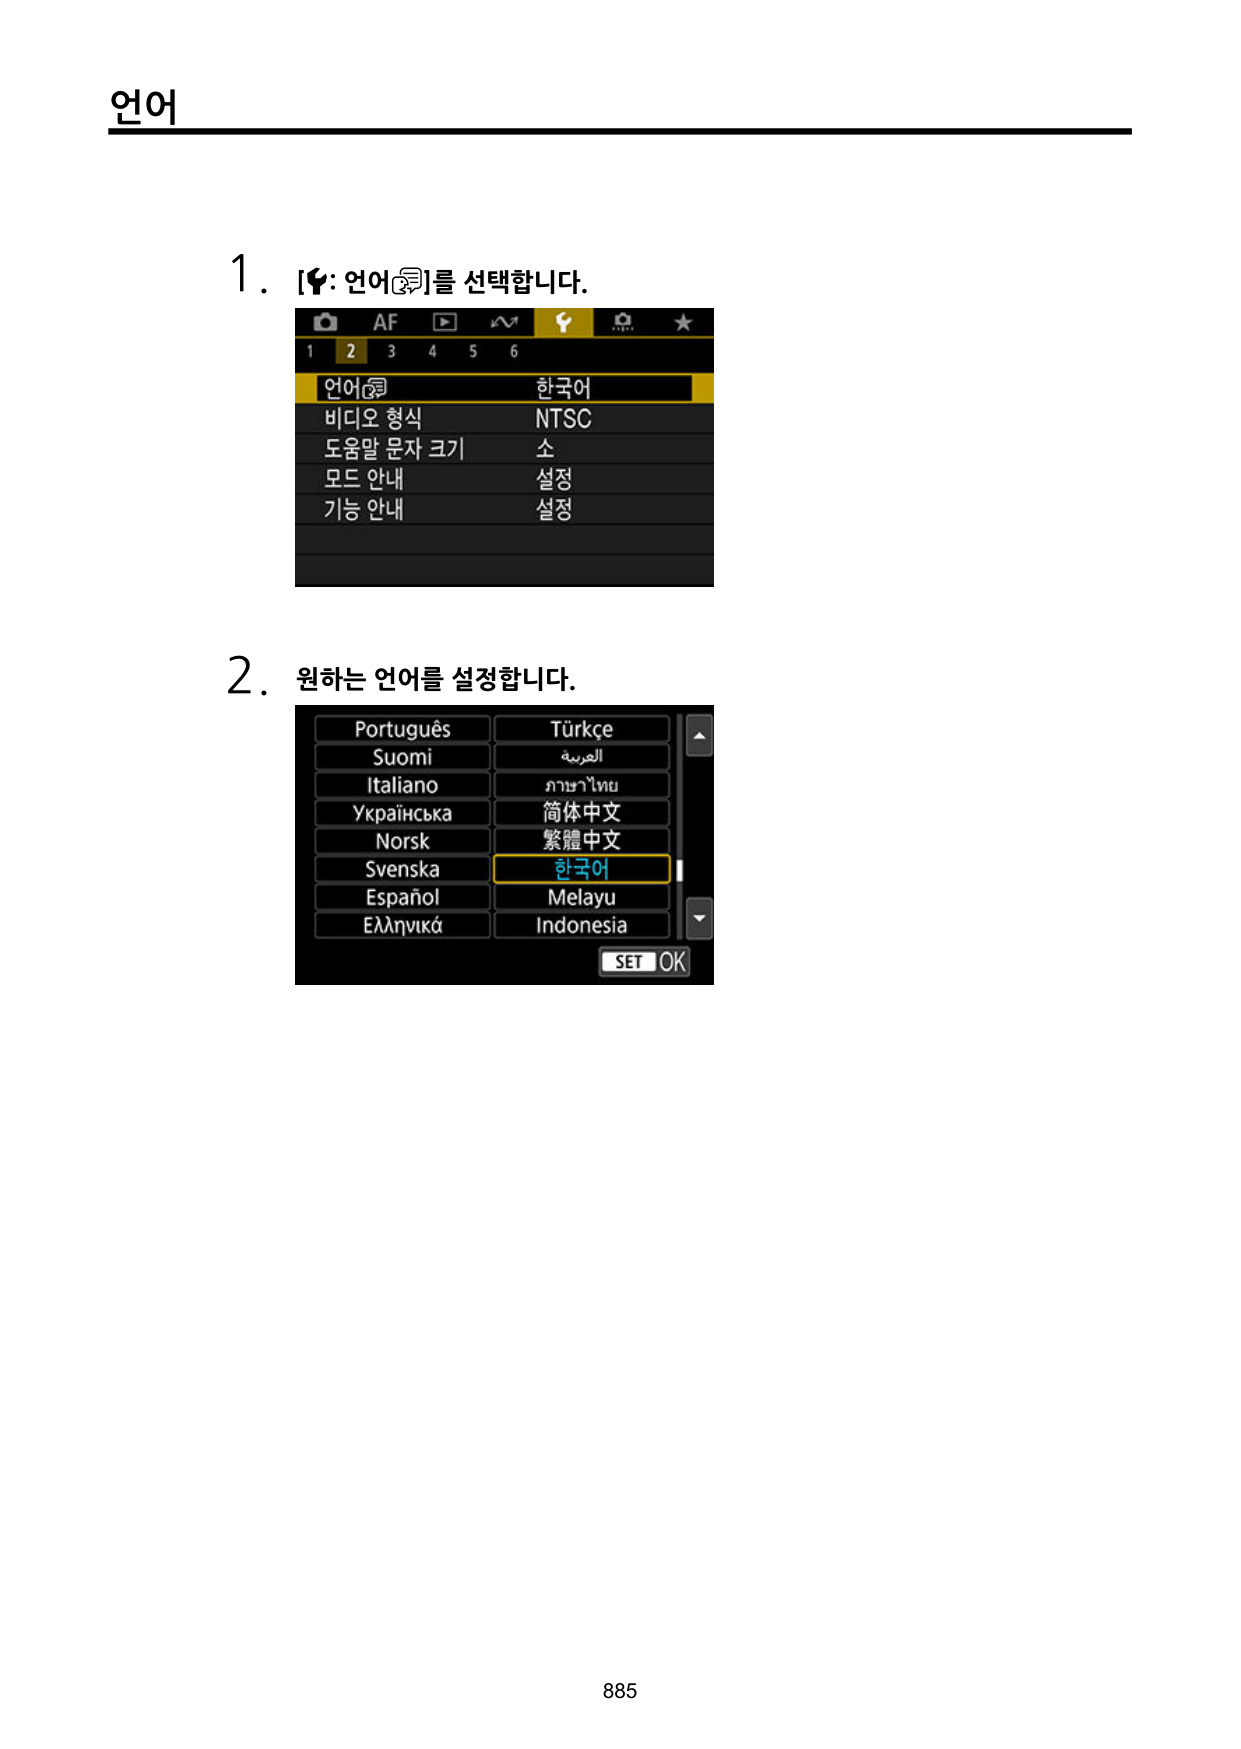 언어
1. [: 언어]를 선택합니다.
AF
1 2 3 4 5 6
언어 한국어
비디오 형식 NTSC
도움말 문자 크기 소
모드 안내 설정
기능 안내 설정
2. 원하는 언어를 설정합니다.
Português Türkçe
Suomi العربية
Italiano ภาษาไทย
Українська 简体中文
Norsk 繁體中文
Svenska 한국어
Español Melayu
Ελληνικά Indonesia
SET OK
885